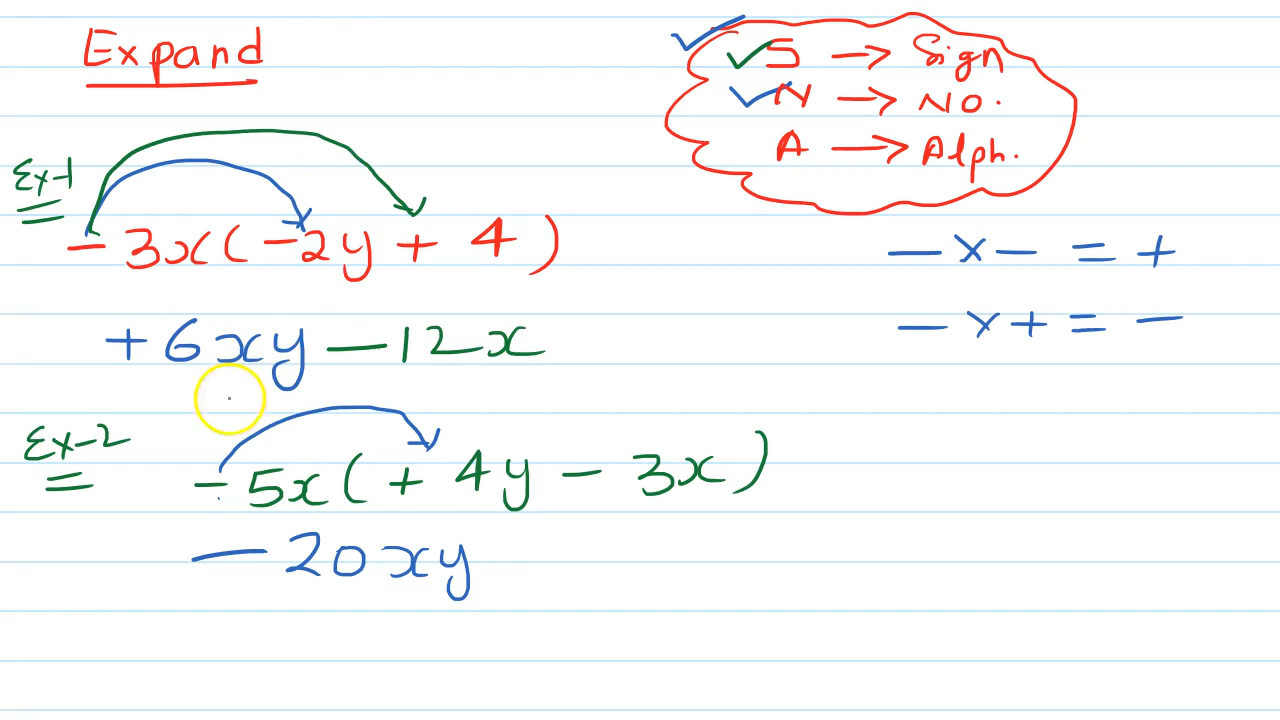 Expand
S → Sign
N → No.
A → Alph.
Ex-1
- 3x( -2y + 4 )
+ 6xy - 12x
- x - = +
- x + = -
Ex-2
- 5x( + 4y - 3x )
- 20xy